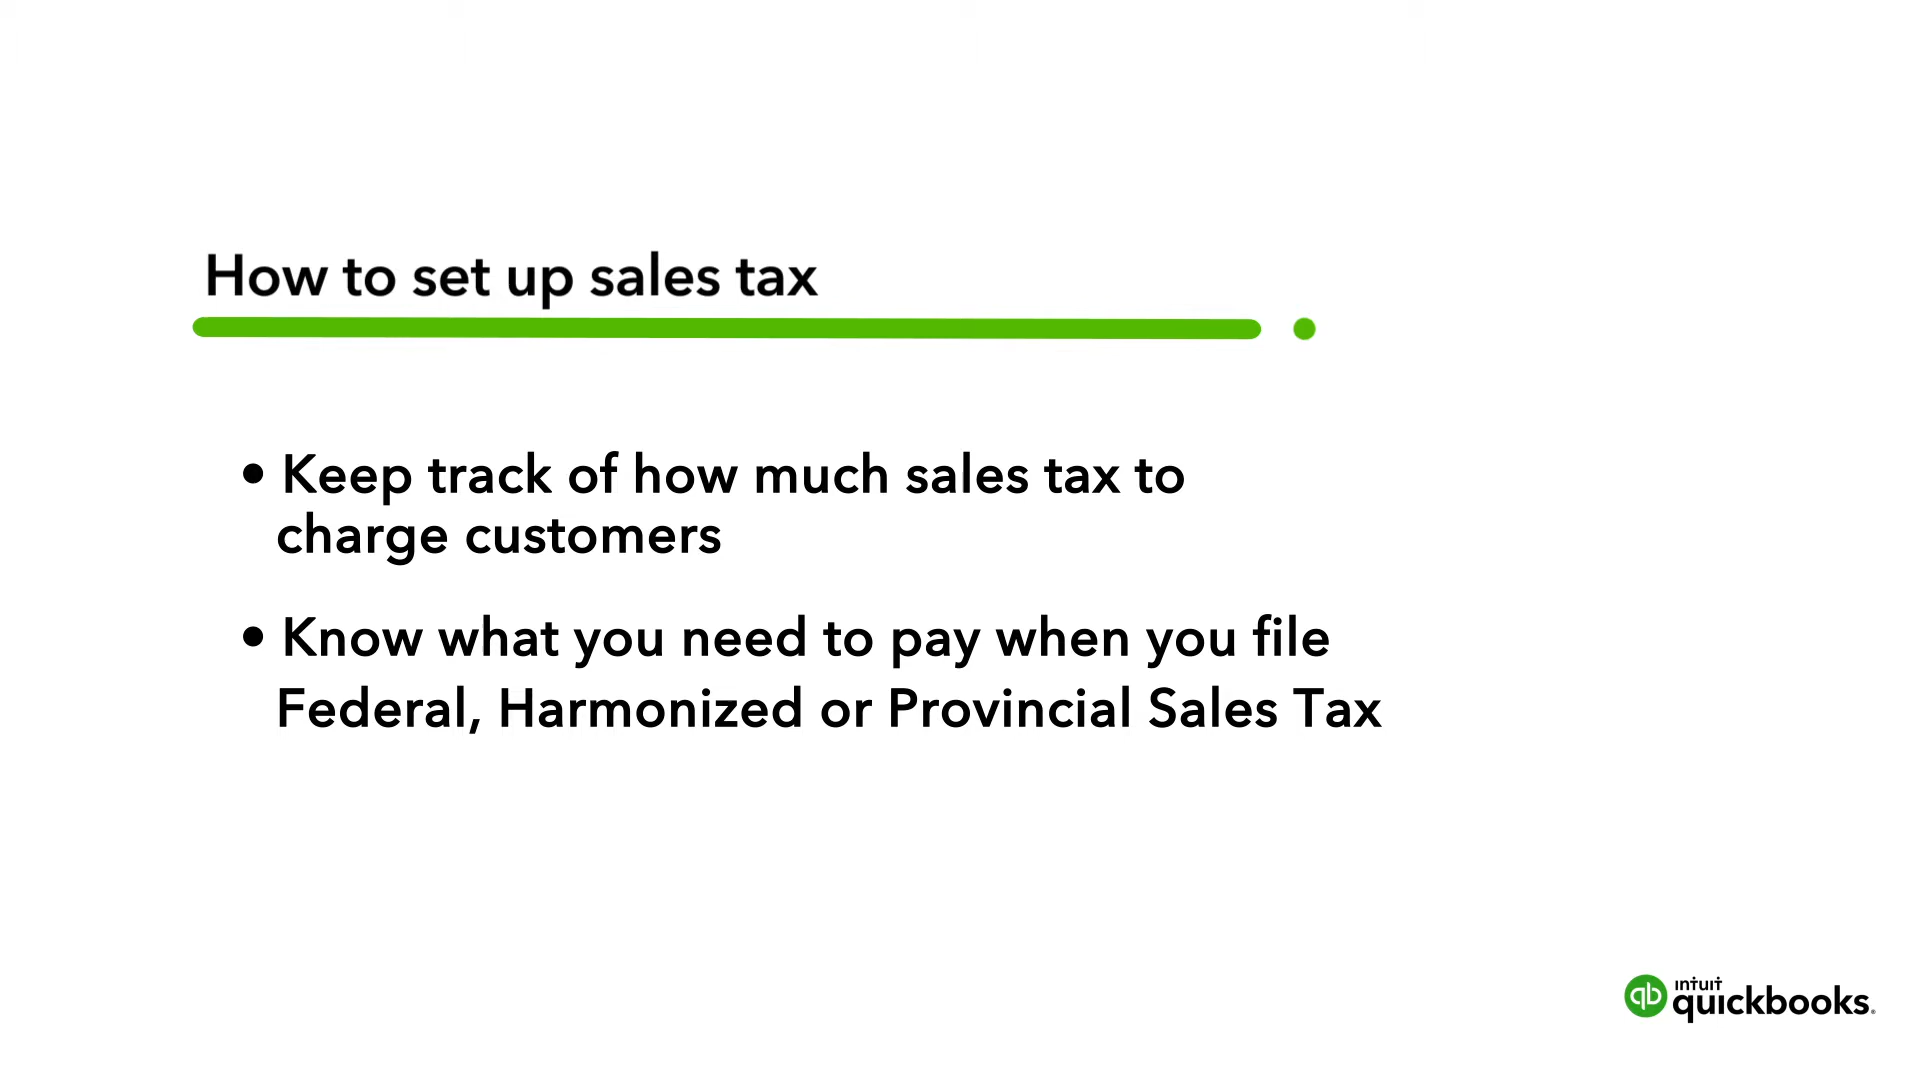 How to set up sales tax
• Keep track of how much sales tax to
charge customers
• Know what you need to pay when you file
Federal, Harmonized or Provincial Sales Tax
qb
intuit
quickbooks.